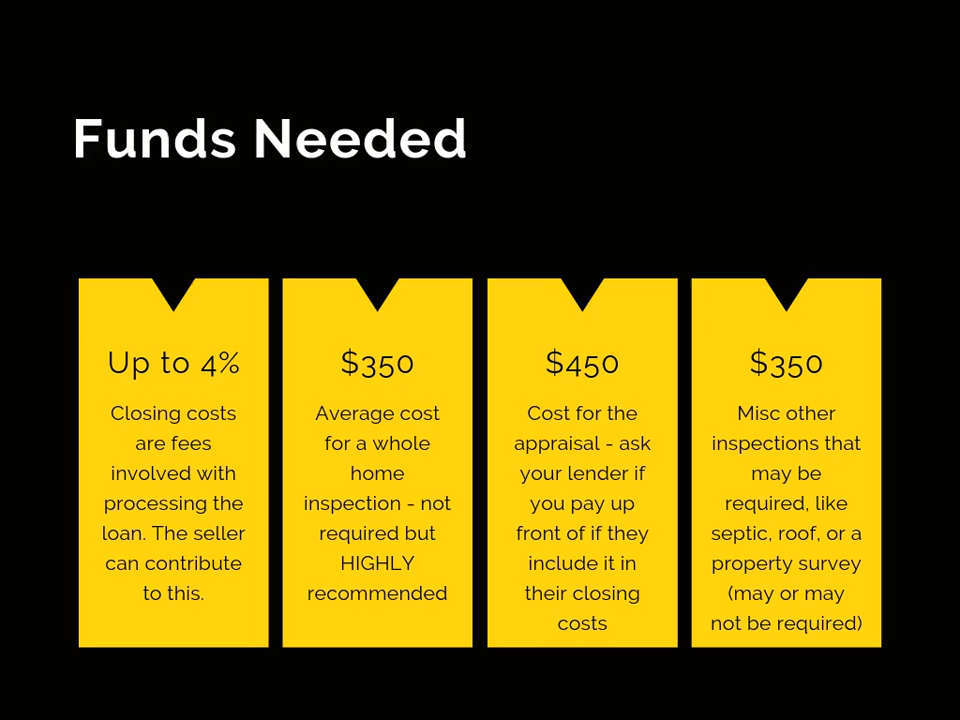 Funds Needed
Up to 4%
Closing costs
are fees
involved with
processing the
loan. The seller
can contribute
to this.
$350
Average cost
for a whole
home
inspection - not
required but
HIGHLY
recommended
$450
Cost for the
appraisal - ask
your lender if
you pay up
front of if they
include it in
their closing
costs
$350
Misc other
inspections that
may be
required, like
septic, roof, or a
property survey
(may or may
not be required)